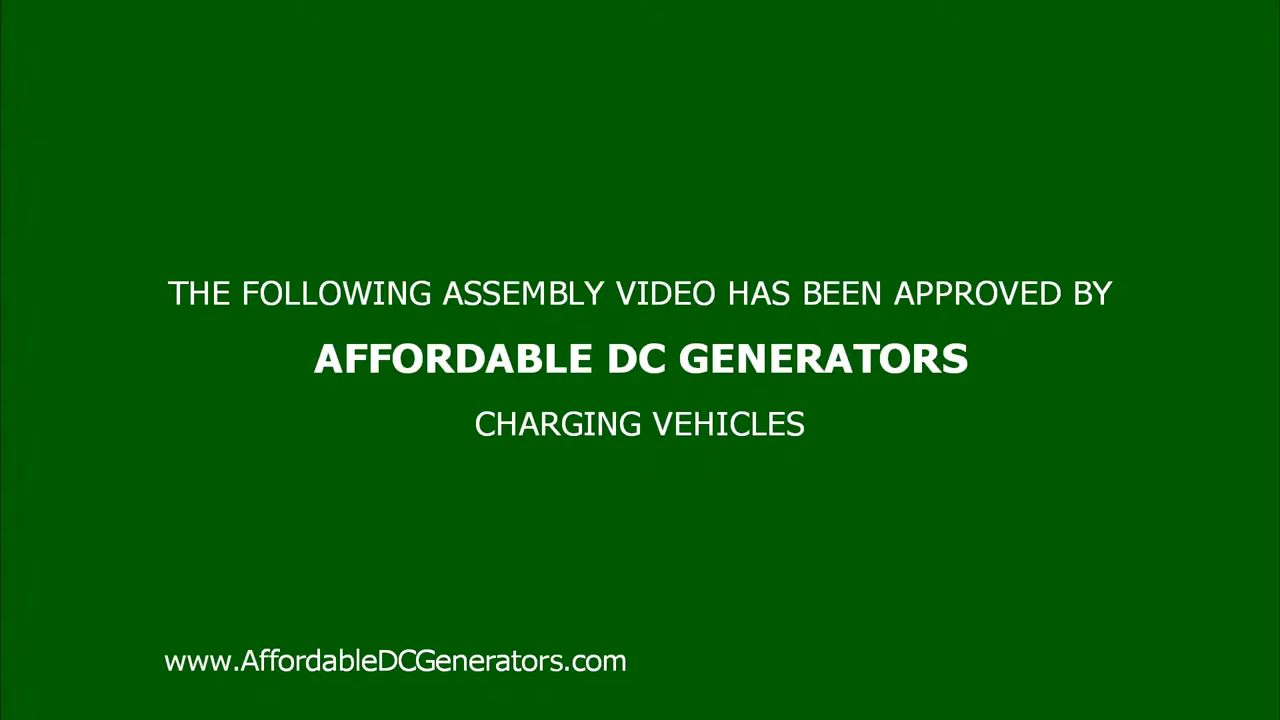 THE FOLLOWING ASSEMBLY VIDEO HAS BEEN APPROVED BY
AFFORDABLE DC GENERATORS
CHARGING VEHICLES
www.AffordableDCGenerators.com